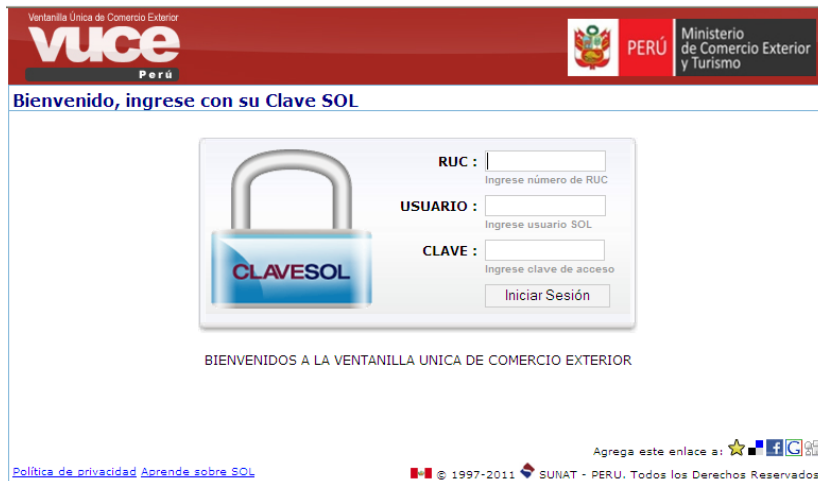 Ventanilla Única de Comercio Exterior
vuce
Perú
PERÚ
Ministerio
de Comercio Exterior
y Turismo
Bienvenido, ingrese con su Clave SOL
CLAVESOL
RUC :
Ingrese número de RUC
USUARIO :
Ingrese usuario SOL
CLAVE :
Ingrese clave de acceso
Iniciar Sesión
BIENVENIDOS A LA VENTANILLA UNICA DE COMERCIO EXTERIOR
Agrega este enlace a:
Política de privacidad Aprende sobre SOL
© 1997-2011 SUNAT - PERU. Todos los Derechos Reservados